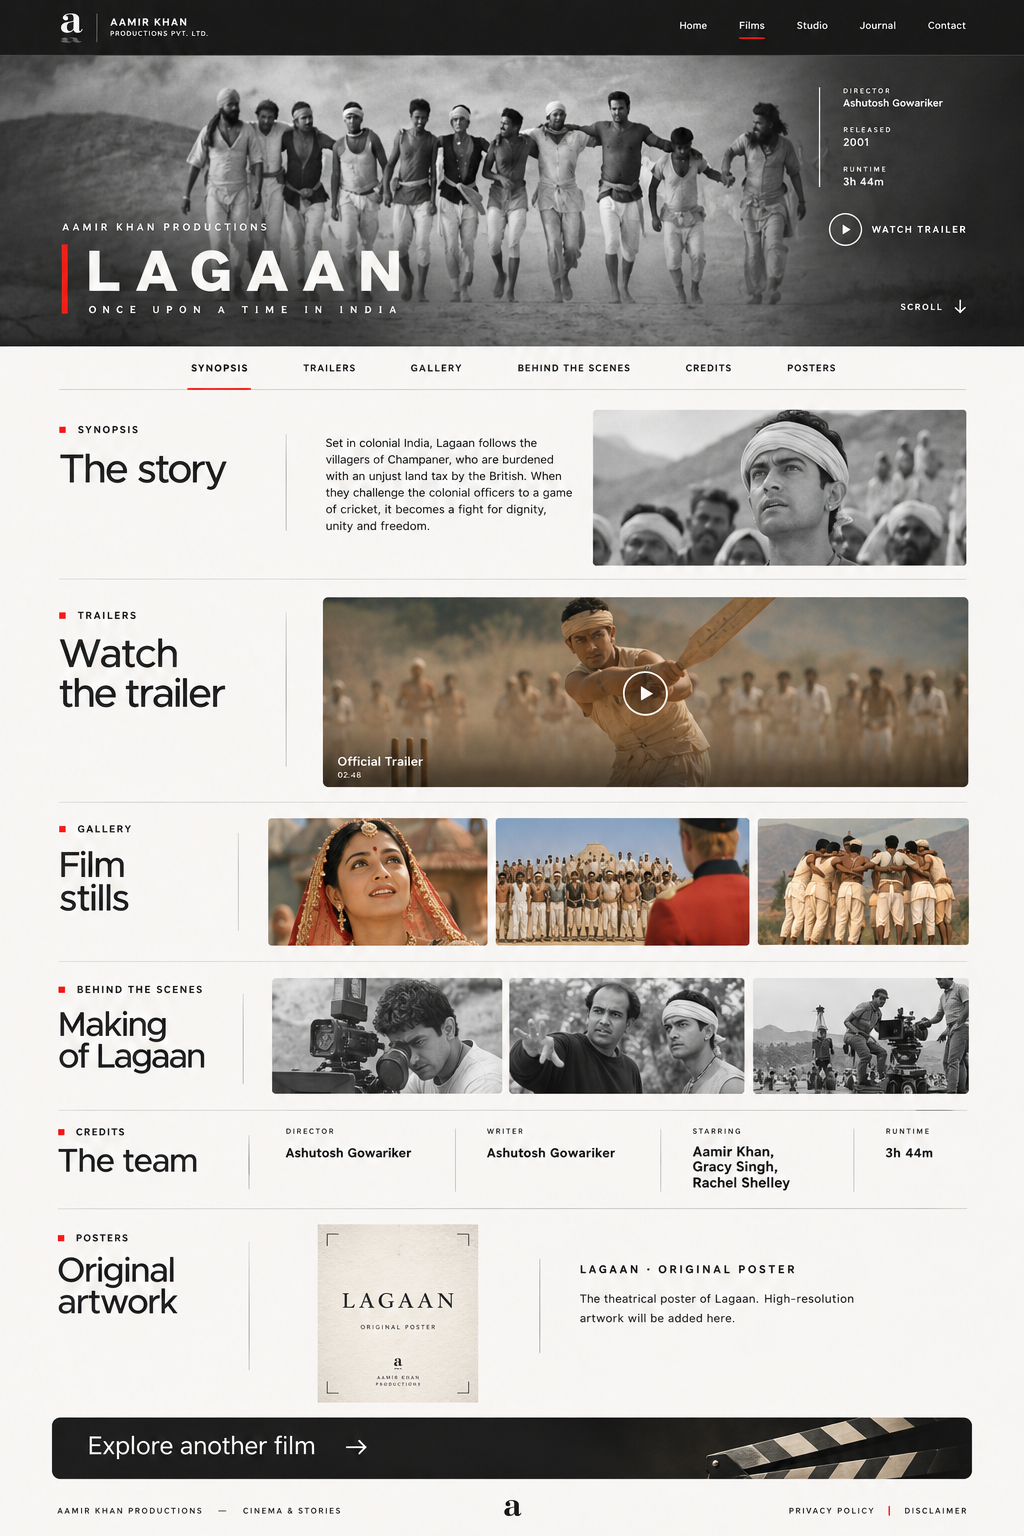 a
AAMIR KHAN
PRODUCTIONS PVT. LTD.
Home
Films
Studio
Journal
Contact
DIRECTOR
Ashutosh Gowariker
RELEASED
2001
RUNTIME
3h 44m
WATCH TRAILER
SCROLL
AAMIR KHAN PRODUCTIONS
LAGAAN
ONCE UPON A TIME IN INDIA
SYNOPSIS
TRAILERS
GALLERY
BEHIND THE SCENES
CREDITS
POSTERS
SYNOPSIS
The story
Set in colonial India, Lagaan follows the
villagers of Champaner, who are burdened
with an unjust land tax by the British. When
they challenge the colonial officers to a game
of cricket, it becomes a fight for dignity,
unity and freedom.
TRAILERS
Watch
the trailer
Official Trailer
02:46
GALLERY
Film
stills
BEHIND THE SCENES
Making
of Lagaan
CREDITS
The team
DIRECTOR
Ashutosh Gowariker
WRITER
Ashutosh Gowariker
STARRING
Aamir Khan,
Gracy Singh,
Rachel Shelley
RUNTIME
3h 44m
POSTERS
Original
artwork
LAGAAN
ORIGINAL POSTER
a
AAMIR KHAN
PRODUCTIONS
LAGAAN · ORIGINAL POSTER
The theatrical poster of Lagaan. High-resolution
artwork will be added here.
Explore another film →
AAMIR KHAN PRODUCTIONS — CINEMA & STORIES
a
PRIVACY POLICY | DISCLAIMER